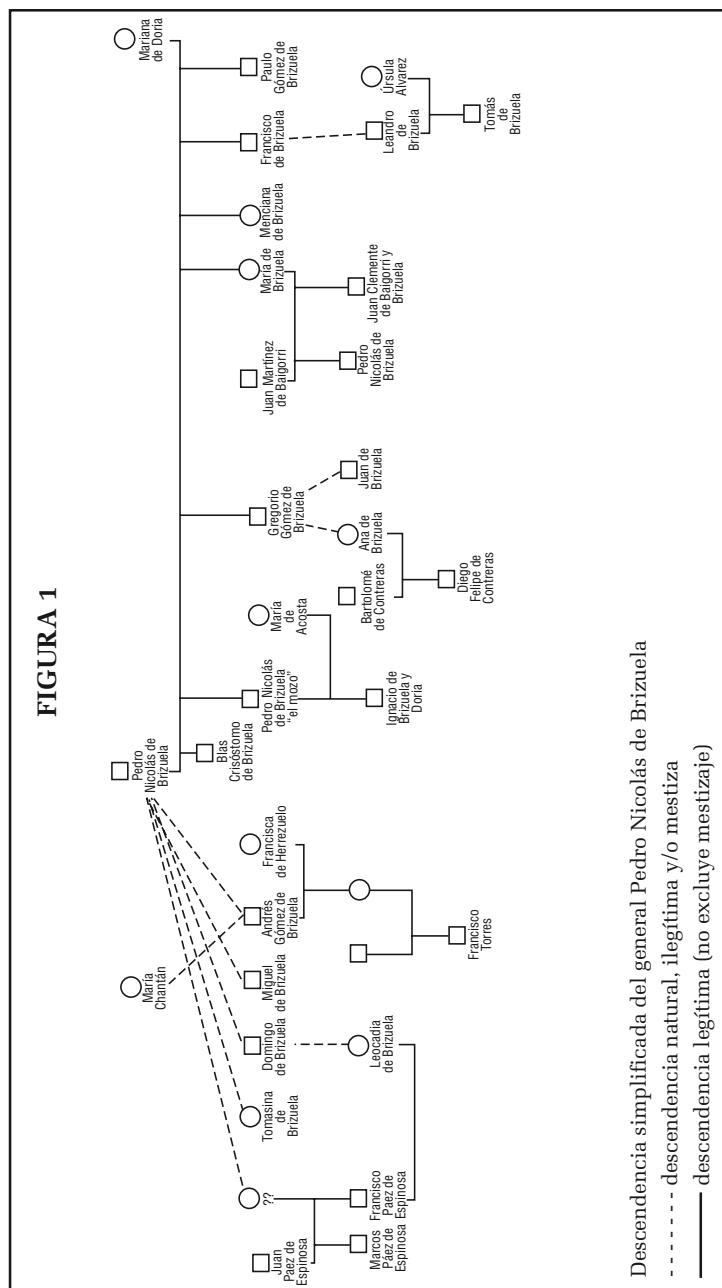 FIGURA 1
Mariana
de Doria
Pedro
Nicolás de
Brizuela
María
Chantán
Paulo
Gómez de
Brizuela
Francisco
de Brizuela
Menciana
de Brizuela
María de
Brizuela
Juan Martínez
de Baigorri
Gregorio
Gómez de
Brizuela
María
de
Acosta
Pedro Nicolás
de Brizuela
"el mozo"
Blas
Crisóstomo
de Brizuela
Francisca
de Herrezuelo
Andrés
Gómez de
Brizuela
Miguel
de Brizuela
Domingo
de Brizuela
Tomasina
de
Brizuela
??
Juan
Paez de
Espinosa
Úrsula
Alvarez
Leandro
de
Brizuela
Juan Clemente
de Baigorri y
Brizuela
Pedro
Nicolás de
Brizuela
Juan de
Brizuela
Ana de
Brizuela
Bartolomé
de Contreras
Ignacio de
Brizuela y
Doria
Leocadia
de Brizuela
Francisco
Paez de
Espinosa
Marcos
Páez de
Espinosa
Tomás
de
Brizuela
Diego
Felipe de
Contreras
Francisco
Torres
Descendencia simplificada del general Pedro Nicolás de Brizuela
descendencia natural, ilegítima y/o mestiza
descendencia legítima (no excluye mestizaje)